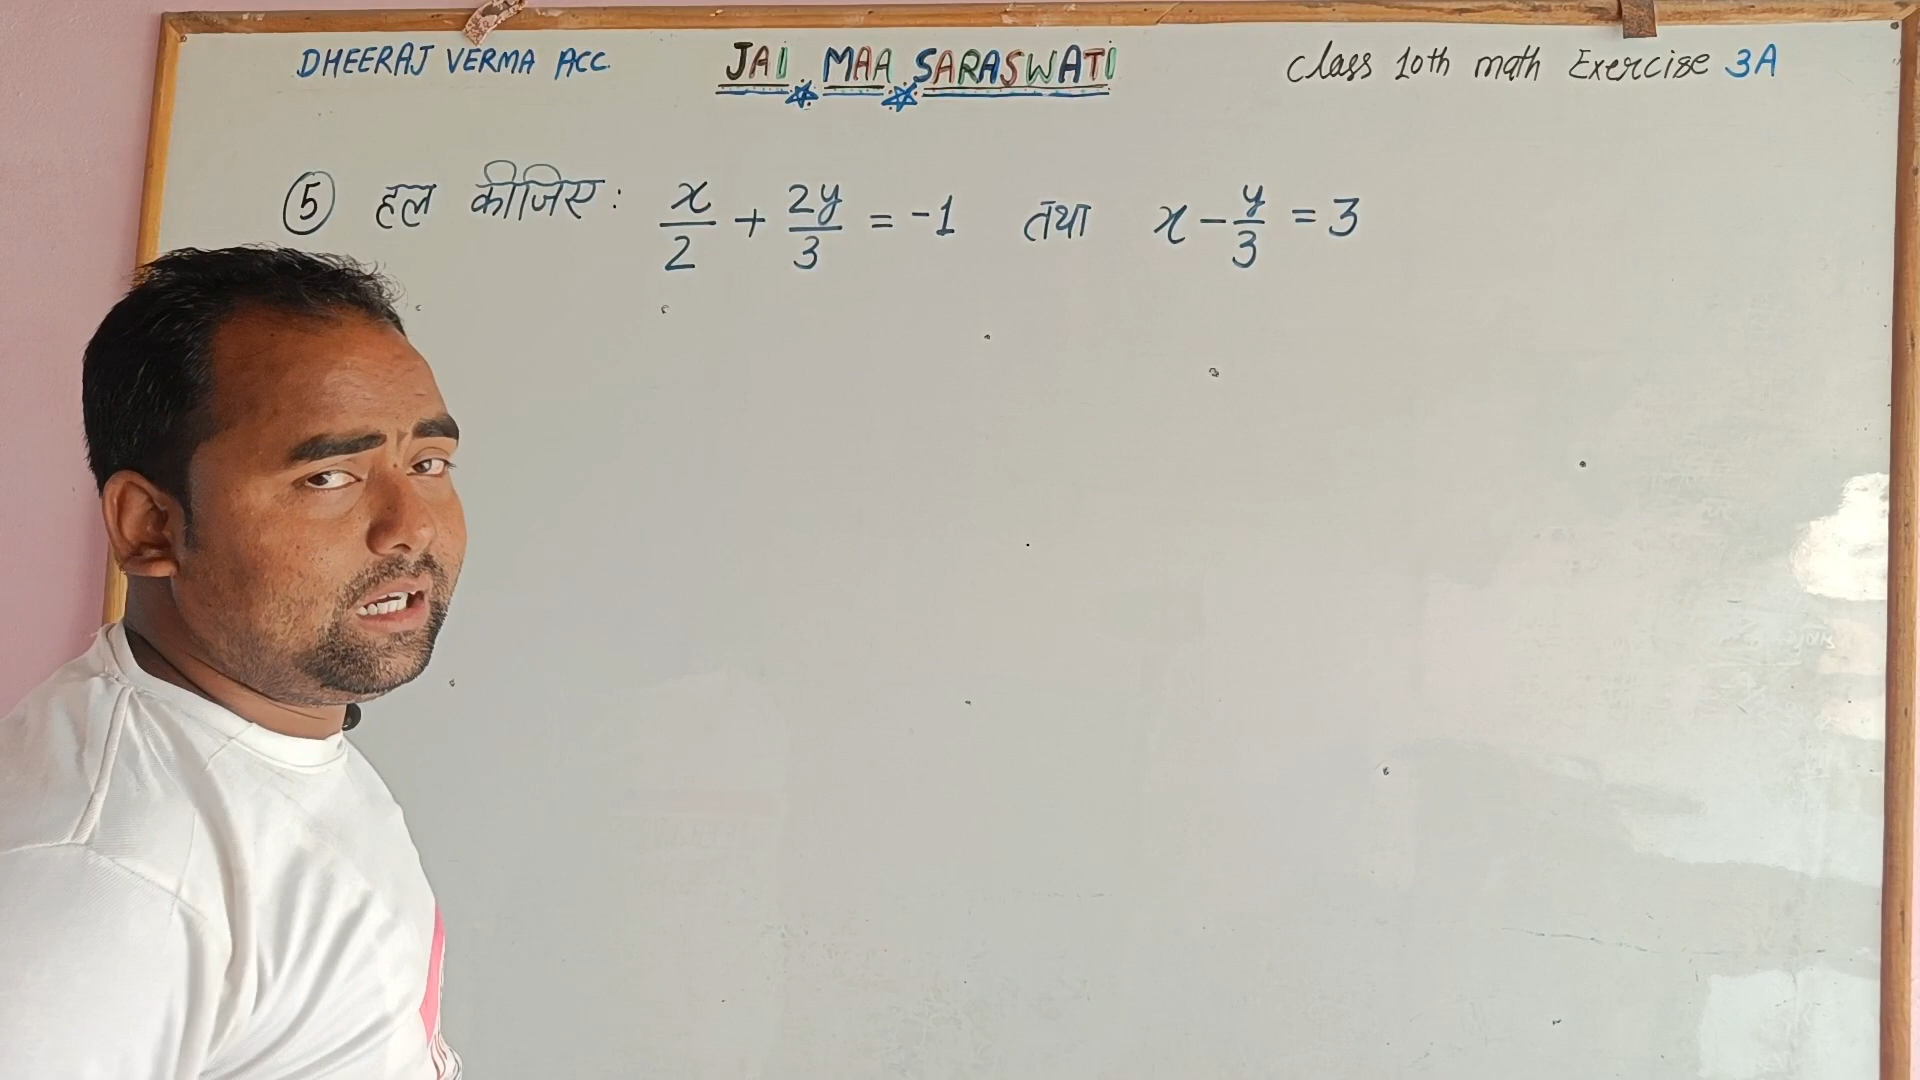 DHEERAJ VERMA ACC. JAI MAA SARASWATI Class 10th math Exercise 3A
⑤ हल कीजिए: x/2 + 2y/3 = -1 तथा x - y/3 = 3